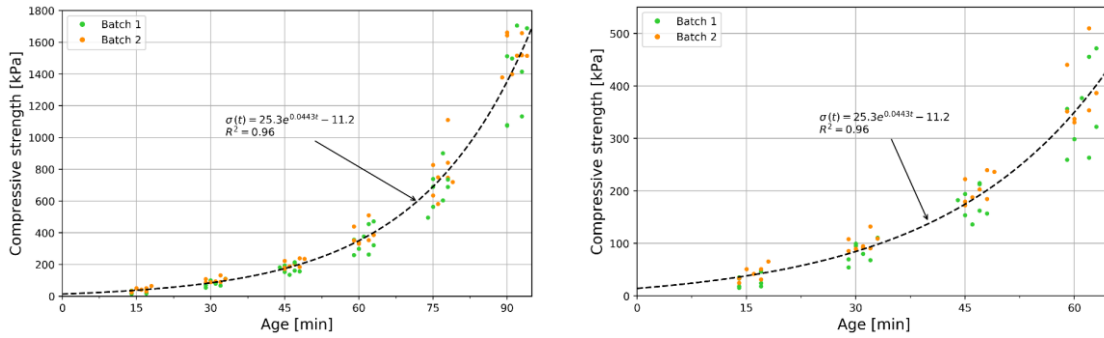 1800
1600
1400
1200
1000
800
600
400
200
0
Compressive strength [kPa]
Batch 1
Batch 2
σ(t) = 25.3e^{0.0443t} − 11.2
R² = 0.96
0 15 30 45 60 75 90
Age [min]
500
400
300
200
100
0
Compressive strength [kPa]
Batch 1
Batch 2
σ(t) = 25.3e^{0.0443t} − 11.2
R² = 0.96
0 15 30 45 60
Age [min]